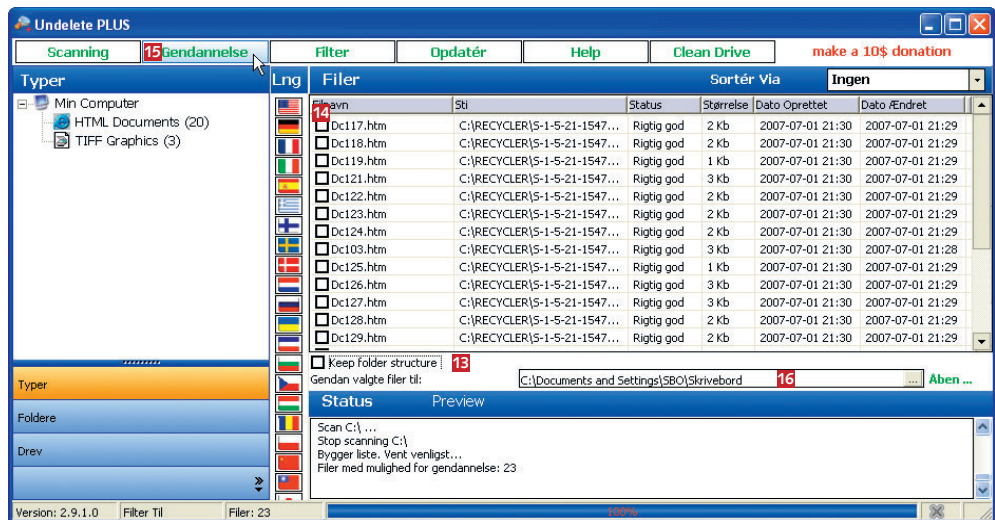 Undelete PLUS
Scanning 15 Gendannelse Filter Opdatér Help Clean Drive make a 10$ donation
Typer Lng Filer Sortér Via Ingen
Min Computer
HTML Documents (20)
TIFF Graphics (3)
14 Sti Status Størrelse Dato Oprettet Dato Ændret
Dc117.htm C:\RECYCLER\S-1-5-21-1547... Rigtig god 2 Kb 2007-07-01 21:30 2007-07-01 21:29
Dc118.htm C:\RECYCLER\S-1-5-21-1547... Rigtig god 2 Kb 2007-07-01 21:30 2007-07-01 21:29
Dc119.htm C:\RECYCLER\S-1-5-21-1547... Rigtig god 1 Kb 2007-07-01 21:30 2007-07-01 21:29
Dc121.htm C:\RECYCLER\S-1-5-21-1547... Rigtig god 3 Kb 2007-07-01 21:30 2007-07-01 21:29
Dc122.htm C:\RECYCLER\S-1-5-21-1547... Rigtig god 2 Kb 2007-07-01 21:30 2007-07-01 21:29
Dc123.htm C:\RECYCLER\S-1-5-21-1547... Rigtig god 2 Kb 2007-07-01 21:30 2007-07-01 21:29
Dc124.htm C:\RECYCLER\S-1-5-21-1547... Rigtig god 2 Kb 2007-07-01 21:30 2007-07-01 21:29
Dc103.htm C:\RECYCLER\S-1-5-21-1547... Rigtig god 3 Kb 2007-07-01 21:30 2007-07-01 21:28
Dc125.htm C:\RECYCLER\S-1-5-21-1547... Rigtig god 1 Kb 2007-07-01 21:30 2007-07-01 21:29
Dc126.htm C:\RECYCLER\S-1-5-21-1547... Rigtig god 3 Kb 2007-07-01 21:30 2007-07-01 21:29
Dc127.htm C:\RECYCLER\S-1-5-21-1547... Rigtig god 3 Kb 2007-07-01 21:30 2007-07-01 21:29
Dc128.htm C:\RECYCLER\S-1-5-21-1547... Rigtig god 2 Kb 2007-07-01 21:30 2007-07-01 21:29
Dc129.htm C:\RECYCLER\S-1-5-21-1547... Rigtig god 2 Kb 2007-07-01 21:30 2007-07-01 21:29
Keep folder structure 13
Gendan valgte filer til: C:\Documents and Settings\SBO\Skrivebord 16 ... Åben ...
Typer
Foldere
Drev
Status Preview
Scan C:\ ...
Stop scanning C:\
Bygger liste. Vent venligst...
Filer med mulighed for gendannelse: 23
Version: 2.9.1.0 Filter Til Filer: 23 100%